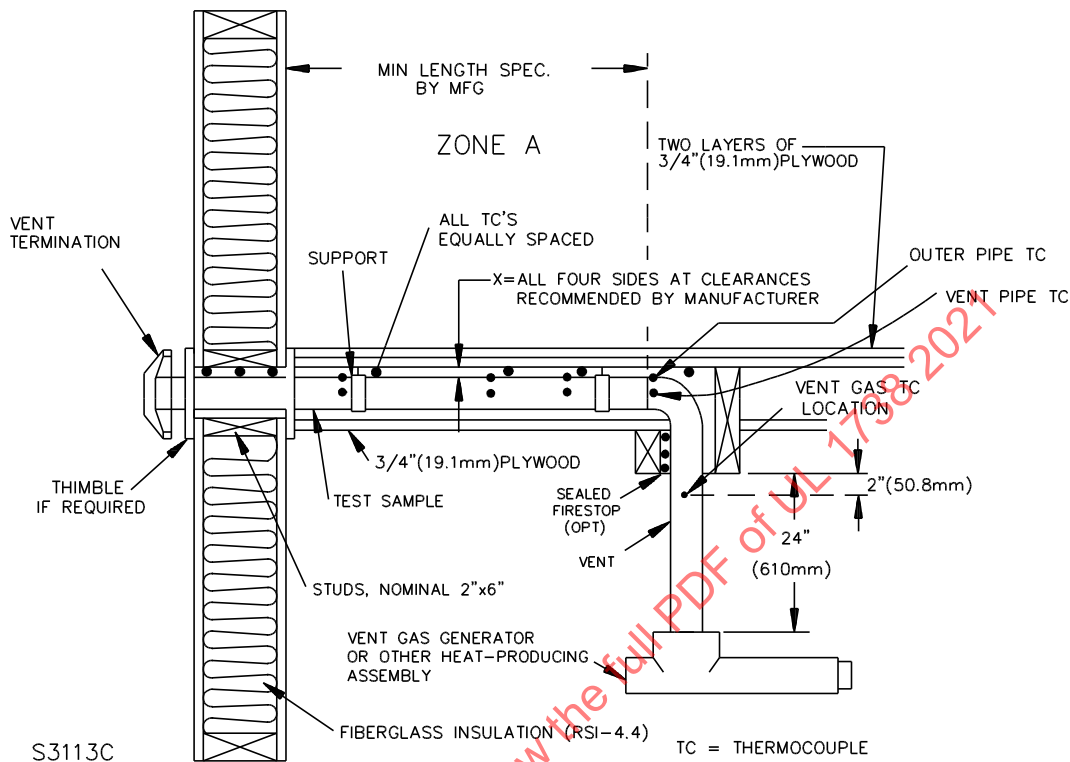 MIN LENGTH SPEC.
BY MFG
ZONE A
TWO LAYERS OF
3/4"(19.1mm)PLYWOOD
VENT
TERMINATION
ALL TC'S
EQUALLY SPACED
SUPPORT
X=ALL FOUR SIDES AT CLEARANCES
RECOMMENDED BY MANUFACTURER
OUTER PIPE TC
VENT PIPE TC
VENT GAS TC
LOCATION
3/4"(19.1mm)PLYWOOD
THIMBLE
IF REQUIRED
TEST SAMPLE
SEALED
FIRESTOP
(OPT)
2"(50.8mm)
24"
(610mm)
VENT
STUDS, NOMINAL 2"x6"
VENT GAS GENERATOR
OR OTHER HEAT-PRODUCING
ASSEMBLY
FIBERGLASS INSULATION (RSI-4.4)
S3113C
TC = THERMOCOUPLE
the full PDF of UL 1738 2021